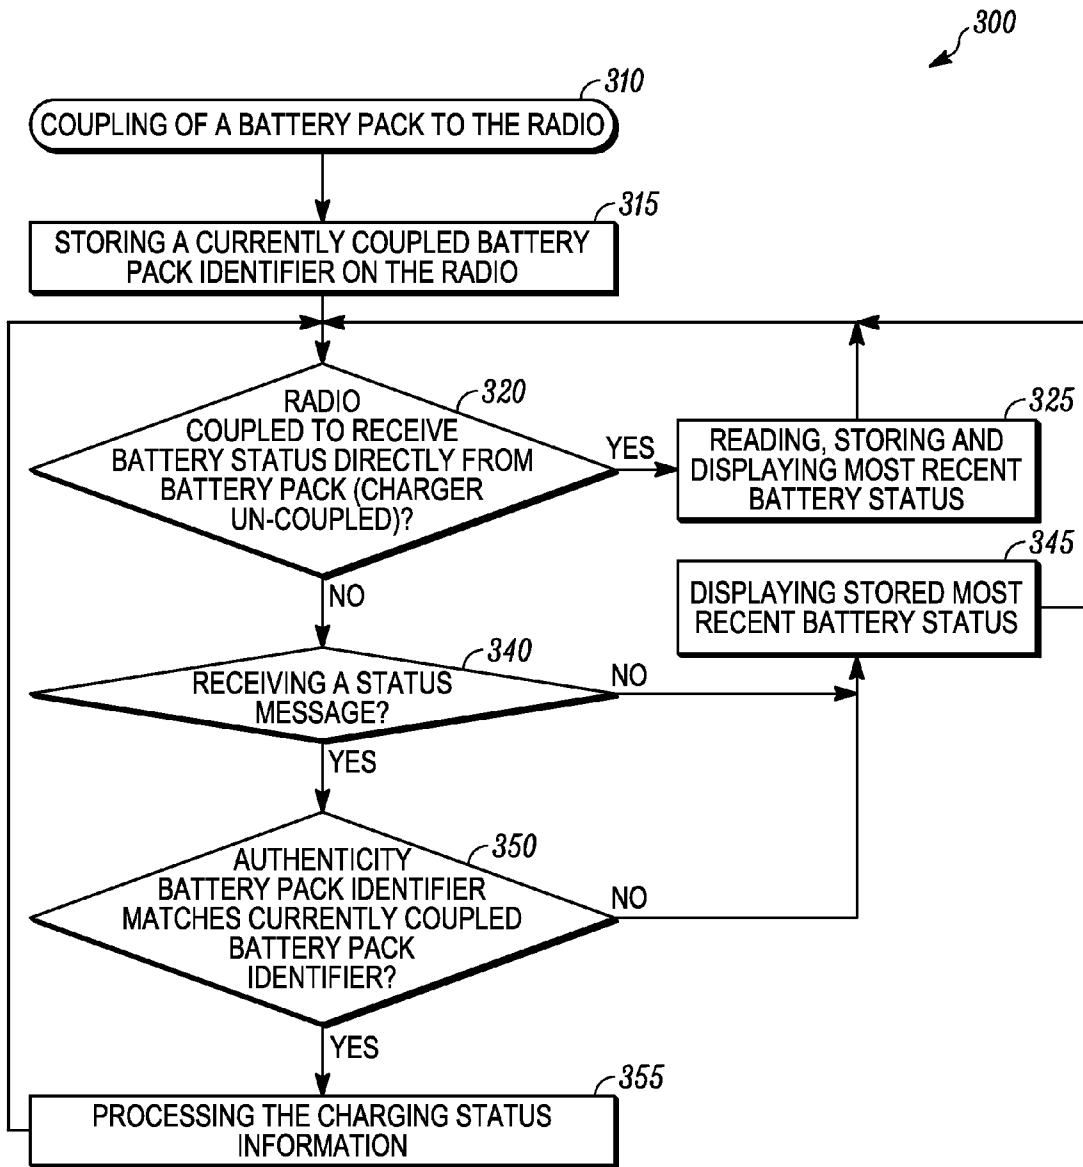 300
310
COUPLING OF A BATTERY PACK TO THE RADIO
315
STORING A CURRENTLY COUPLED BATTERY
PACK IDENTIFIER ON THE RADIO
320
RADIO
COUPLED TO RECEIVE
BATTERY STATUS DIRECTLY FROM
BATTERY PACK (CHARGER
UN-COUPLED)?
YES
325
READING, STORING AND
DISPLAYING MOST RECENT
BATTERY STATUS
NO
345
DISPLAYING STORED MOST
RECENT BATTERY STATUS
340
RECEIVING A STATUS
MESSAGE?
NO
YES
350
AUTHENTICITY
BATTERY PACK IDENTIFIER
MATCHES CURRENTLY COUPLED
BATTERY PACK
IDENTIFIER?
NO
YES
355
PROCESSING THE CHARGING STATUS
INFORMATION